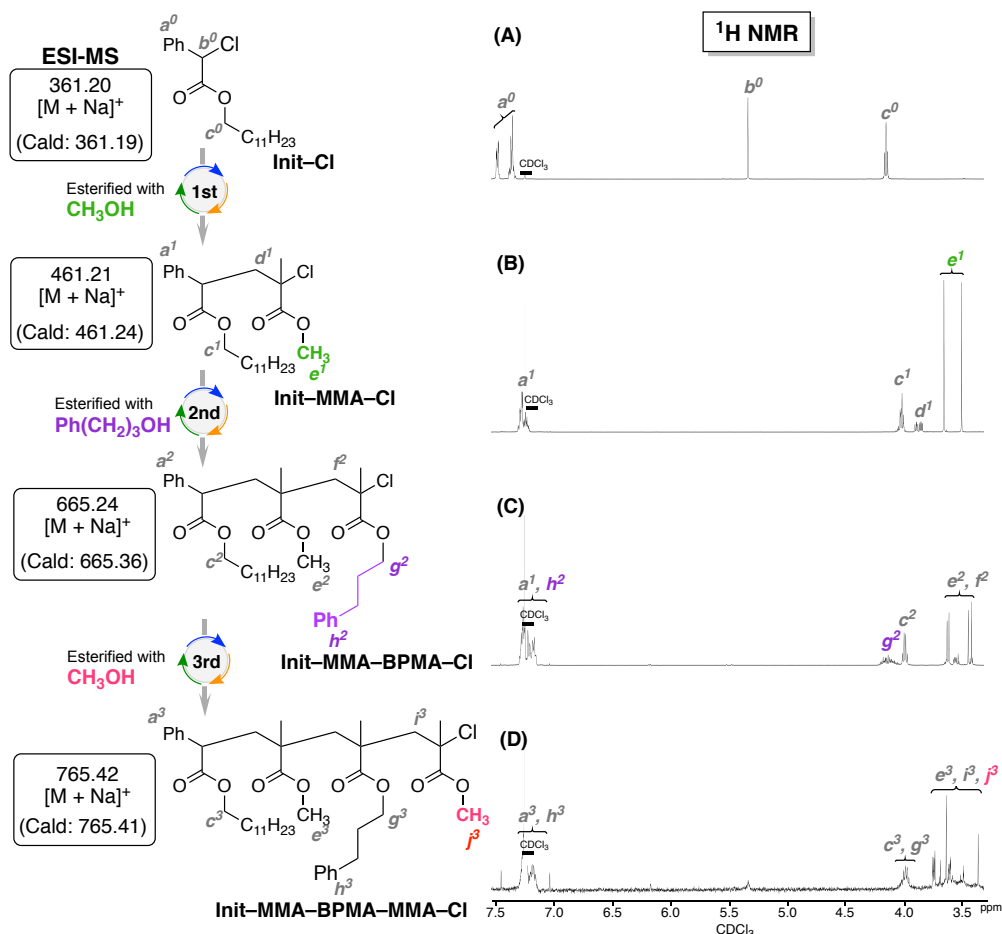 ESI-MS
361.20
[M + Na]⁺
(Cald: 361.19)
a⁰
Ph
b⁰
Cl
O
O
c⁰
C₁₁H₂₃
Init–Cl
Esterified with
CH₃OH
1st
461.21
[M + Na]⁺
(Cald: 461.24)
a¹
Ph
d¹
Cl
O
O
O
O
c¹
C₁₁H₂₃
CH₃
e¹
Init–MMA–Cl
Esterified with
Ph(CH₂)₃OH
2nd
665.24
[M + Na]⁺
(Cald: 665.36)
a²
Ph
f²
Cl
O
O
O
O
O
O
c²
C₁₁H₂₃
CH₃
e²
g²
Ph
h²
Init–MMA–BPMA–Cl
Esterified with
CH₃OH
3rd
765.42
[M + Na]⁺
(Cald: 765.41)
a³
Ph
i³
Cl
O
O
O
O
O
O
O
O
c³
C₁₁H₂₃
CH₃
e³
g³
CH₃
j³
Ph
h³
Init–MMA–BPMA–MMA–Cl
¹H NMR
(A)
a⁰
CDCl₃
b⁰
c⁰
(B)
a¹
CDCl₃
c¹
d¹
e¹
(C)
a¹, h²
CDCl₃
g²
c²
e², f²
(D)
a³, h³
CDCl₃
c³, g³
e³, i³, j³
7.5 7.0 6.5 6.0 5.5 5.0 4.5 4.0 3.5 ppm
CDCl₃